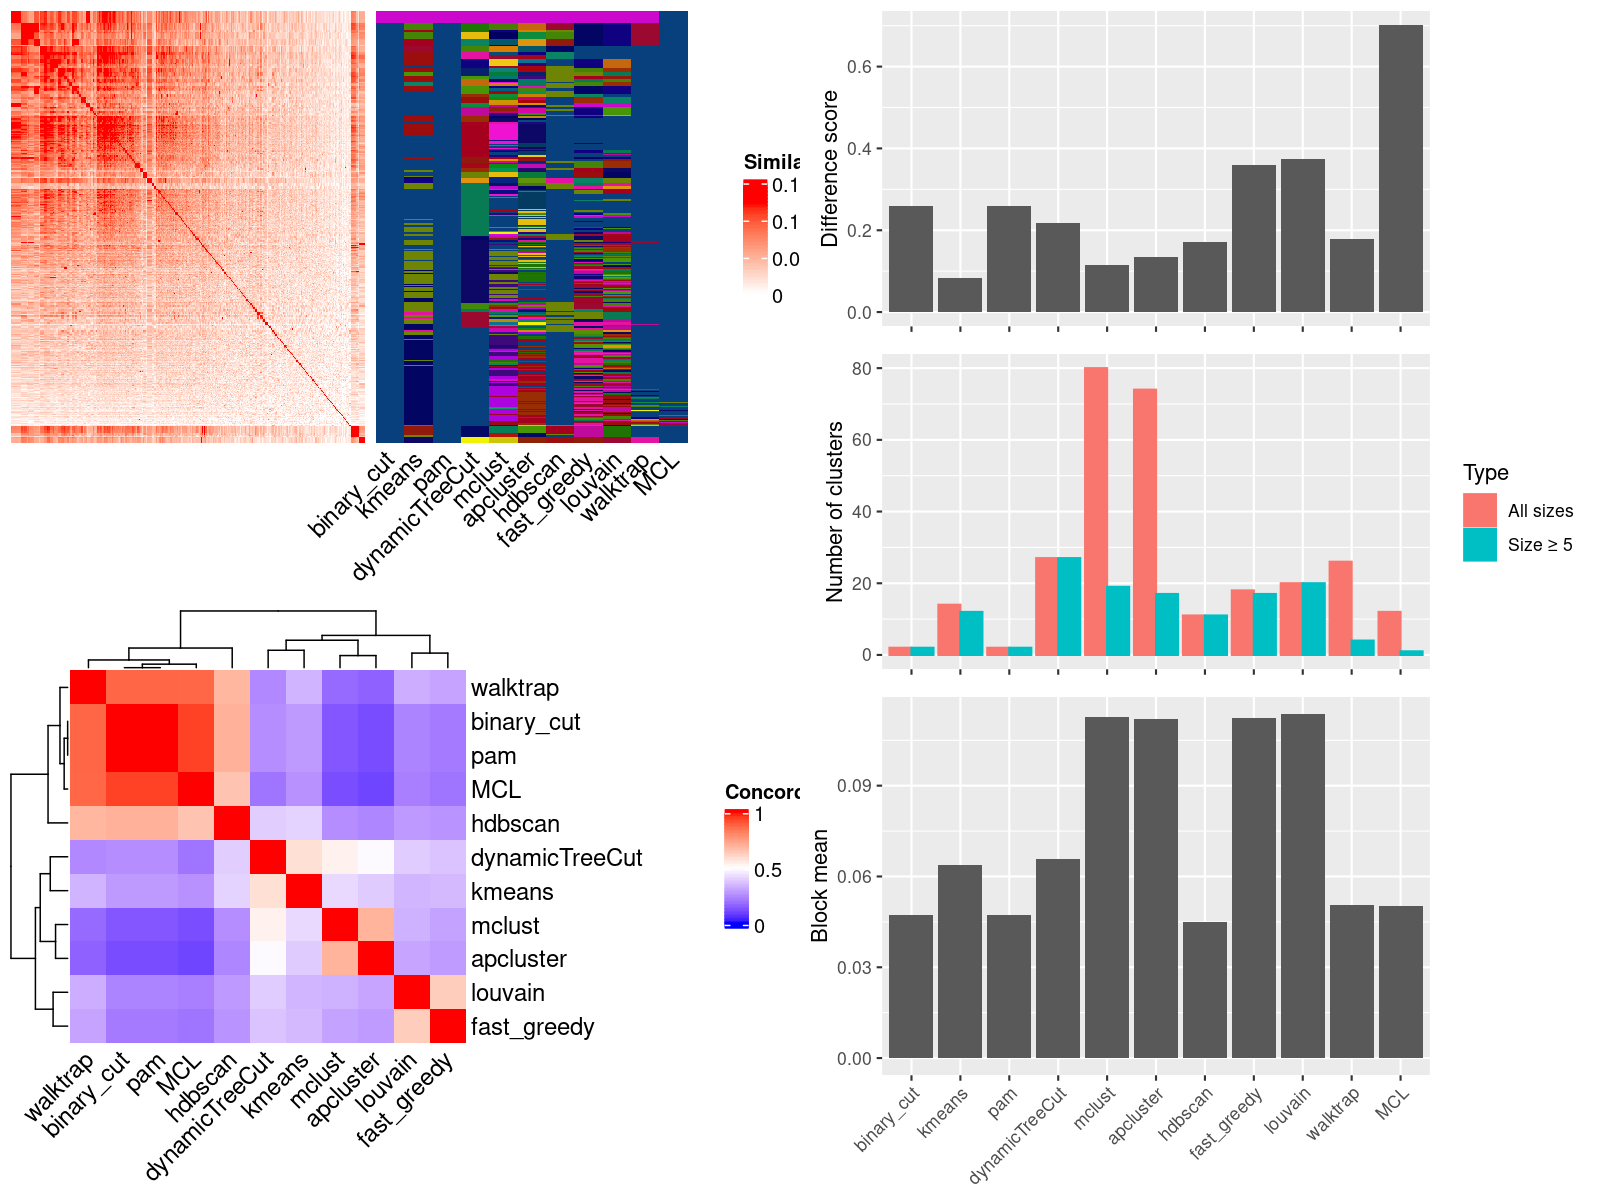 Simila
0.1
0.1
0.0
0
binary_cut
kmeans
pam
dynamicTreeCut
mclust
apcluster
hdbscan
fast_greedy
louvain
walktrap
MCL
walktrap
binary_cut
pam
MCL
hdbscan
dynamicTreeCut
kmeans
mclust
apcluster
louvain
fast_greedy
walktrap
binary_cut
pam
MCL
hdbscan
dynamicTreeCut
kmeans
mclust
apcluster
louvain
fast_greedy
Concord
1
0.5
0
Difference score
0.6
0.4
0.2
0.0
Number of clusters
80
60
40
20
0
Type
All sizes
Size ≥ 5
Block mean
0.09
0.06
0.03
0.00
binary_cut
kmeans
pam
dynamicTreeCut
mclust
apcluster
hdbscan
fast_greedy
louvain
walktrap
MCL